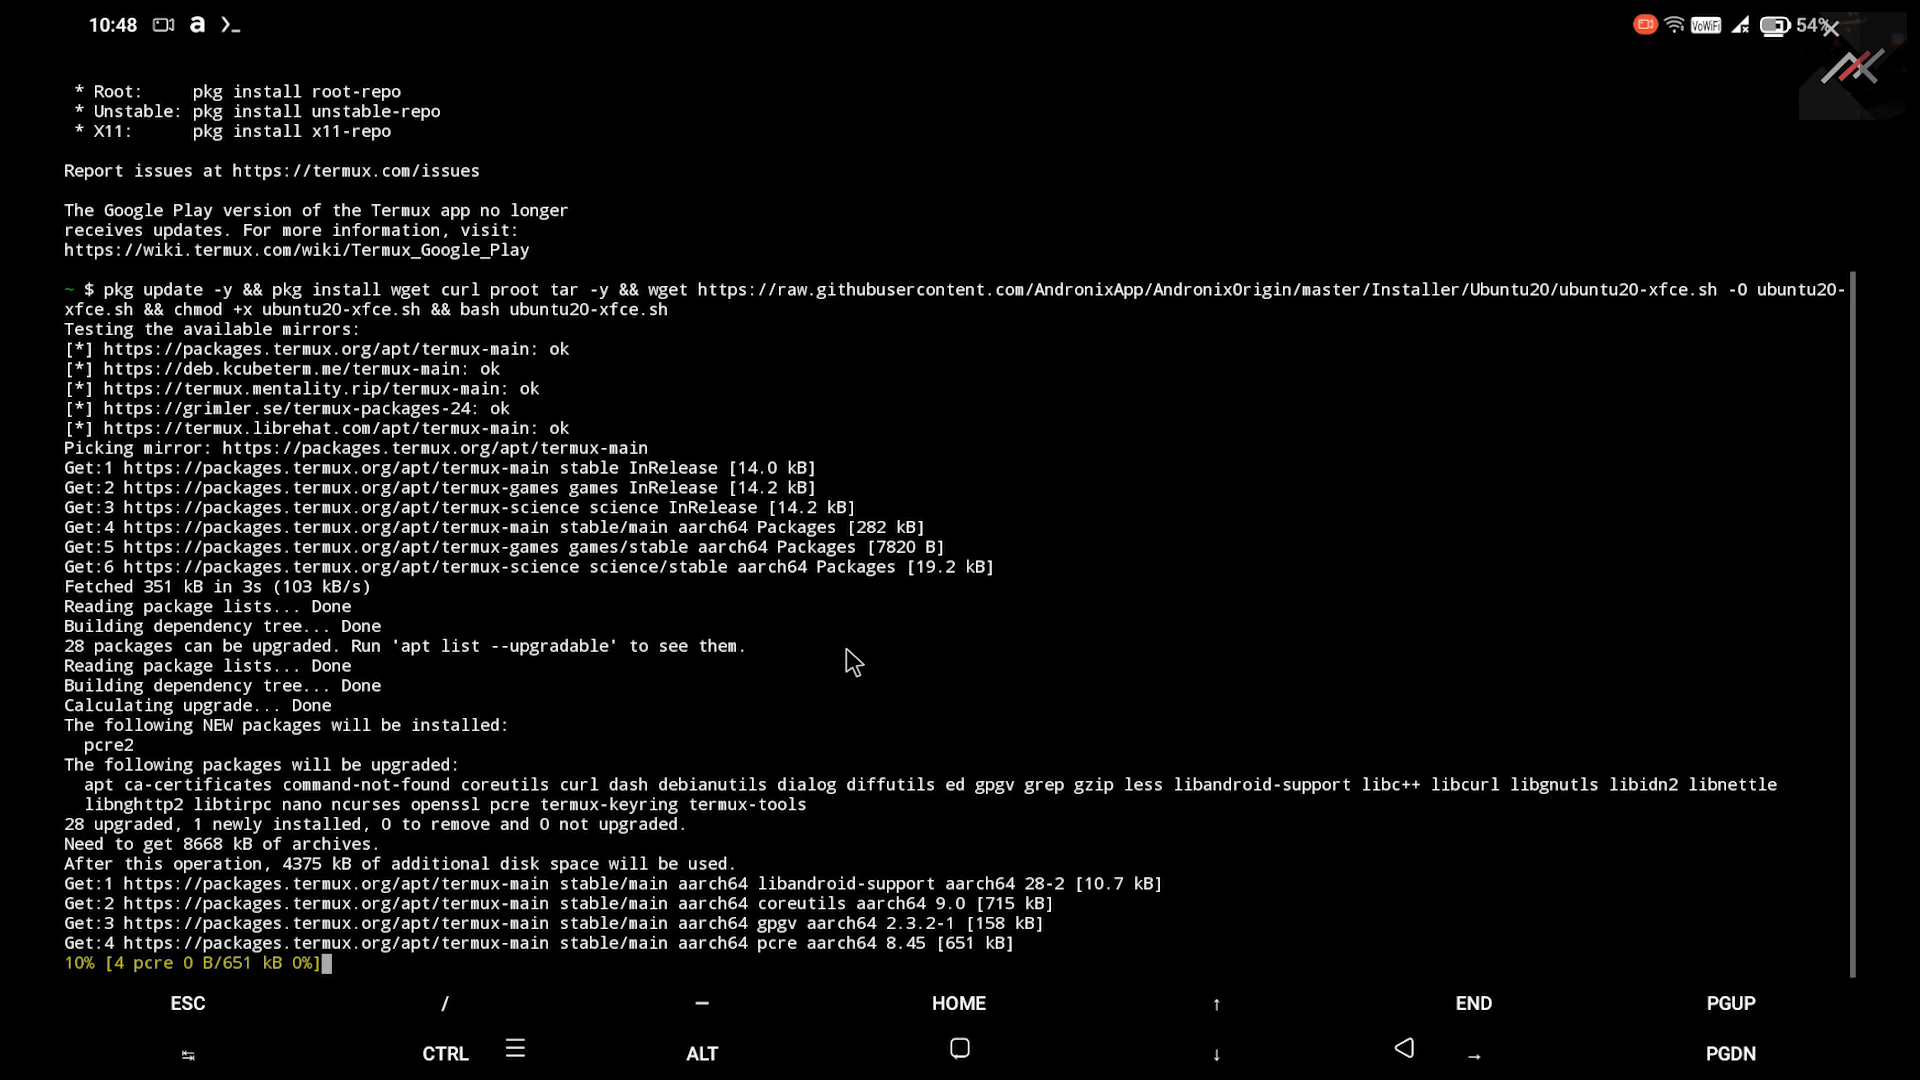 10:48 a >_ VoWiFi 54%
* Root: pkg install root-repo
* Unstable: pkg install unstable-repo
* X11: pkg install x11-repo
Report issues at https://termux.com/issues
The Google Play version of the Termux app no longer
receives updates. For more information, visit:
https://wiki.termux.com/wiki/Termux_Google_Play
~ $ pkg update -y && pkg install wget curl proot tar -y && wget https://raw.githubusercontent.com/AndronixApp/AndronixOrigin/master/Installer/Ubuntu20/ubuntu20-xfce.sh -O ubuntu20-
xfce.sh && chmod +x ubuntu20-xfce.sh && bash ubuntu20-xfce.sh
Testing the available mirrors:
[*] https://packages.termux.org/apt/termux-main: ok
[*] https://deb.kcubeterm.me/termux-main: ok
[*] https://termux.mentality.rip/termux-main: ok
[*] https://grimler.se/termux-packages-24: ok
[*] https://termux.librehat.com/apt/termux-main: ok
Picking mirror: https://packages.termux.org/apt/termux-main
Get:1 https://packages.termux.org/apt/termux-main stable InRelease [14.0 kB]
Get:2 https://packages.termux.org/apt/termux-games games InRelease [14.2 kB]
Get:3 https://packages.termux.org/apt/termux-science science InRelease [14.2 kB]
Get:4 https://packages.termux.org/apt/termux-main stable/main aarch64 Packages [282 kB]
Get:5 https://packages.termux.org/apt/termux-games games/stable aarch64 Packages [7820 B]
Get:6 https://packages.termux.org/apt/termux-science science/stable aarch64 Packages [19.2 kB]
Fetched 351 kB in 3s (103 kB/s)
Reading package lists... Done
Building dependency tree... Done
28 packages can be upgraded. Run 'apt list --upgradable' to see them.
Reading package lists... Done
Building dependency tree... Done
Calculating upgrade... Done
The following NEW packages will be installed:
pcre2
The following packages will be upgraded:
apt ca-certificates command-not-found coreutils curl dash debianutils dialog diffutils ed gpgv grep gzip less libandroid-support libc++ libcurl libgnutls libidn2 libnettle
libnghttp2 libtirpc nano ncurses openssl pcre termux-keyring termux-tools
28 upgraded, 1 newly installed, 0 to remove and 0 not upgraded.
Need to get 8668 kB of archives.
After this operation, 4375 kB of additional disk space will be used.
Get:1 https://packages.termux.org/apt/termux-main stable/main aarch64 libandroid-support aarch64 28-2 [10.7 kB]
Get:2 https://packages.termux.org/apt/termux-main stable/main aarch64 coreutils aarch64 9.0 [715 kB]
Get:3 https://packages.termux.org/apt/termux-main stable/main aarch64 gpgv aarch64 2.3.2-1 [158 kB]
Get:4 https://packages.termux.org/apt/termux-main stable/main aarch64 pcre aarch64 8.45 [651 kB]
10% [4 pcre 0 B/651 kB 0%]
ESC / — HOME ↑ END PGUP
↹ CTRL ALT ↓ → PGDN